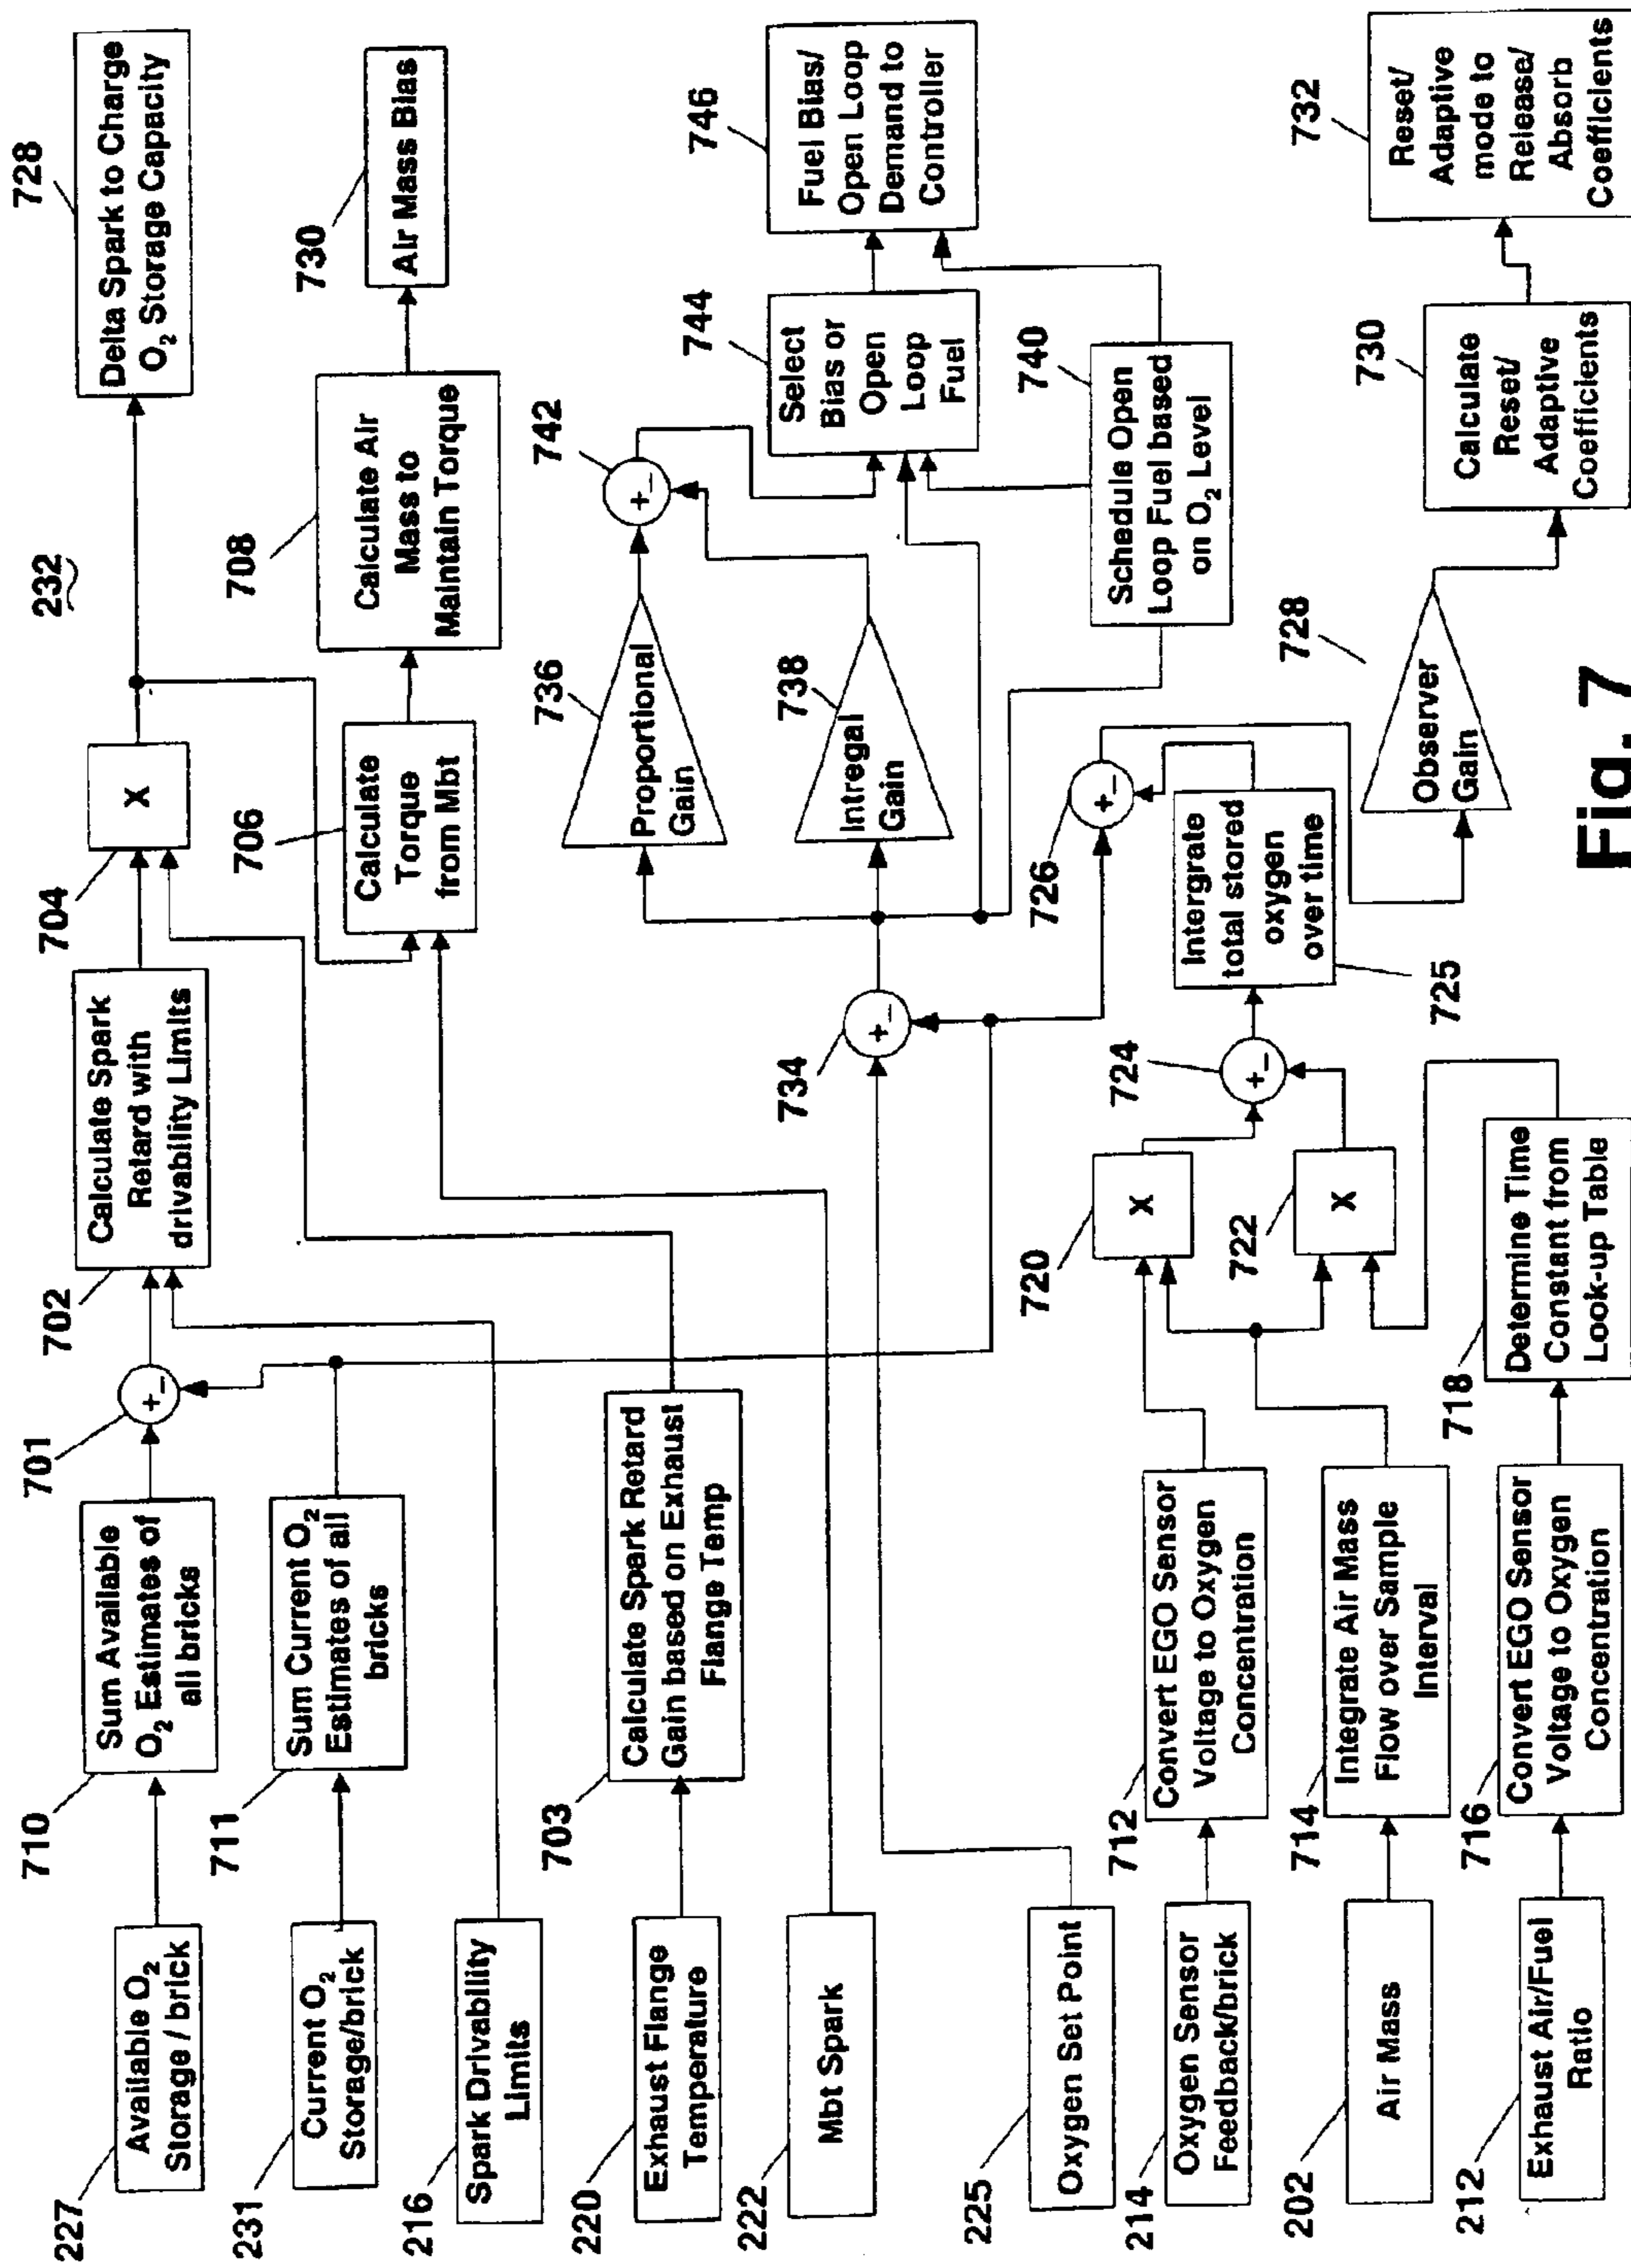 232
227
Available O2
Storage / brick
710
Sum Available
O2 Estimates of
all bricks
701
+
-
702
Calculate Spark
Retard with
drivability Limits
704
X
728
Delta Spark to Charge
O2 Storage Capacity
231
Current O2
Storage/brick
711
Sum Current O2
Estimates of all
bricks
216
Spark Drivability
Limits
706
Calculate
Torque
from Mbt
708
Calculate Air
Mass to
Maintain Torque
730
Air Mass Bias
220
Exhaust Flange
Temperature
703
Calculate Spark Retard
Gain based on Exhaust
Flange Temp
222
Mbt Spark
736
Proportional
Gain
742
+
-
744
Select
Bias or
Open
Loop
Fuel
746
Fuel Bias/
Open Loop
Demand to
Controller
225
Oxygen Set Point
734
+
-
738
Intregal
Gain
740
Schedule Open
Loop Fuel based
on O2 Level
214
Oxygen Sensor
Feedback/brick
712
Convert EGO Sensor
Voltage to Oxygen
Concentration
720
X
724
+
-
726
+
-
Intergrate
total stored
oxygen
over time
725
202
Air Mass
714
Integrate Air Mass
Flow over Sample
Interval
722
X
728
Observer
Gain
730
Calculate
Reset/
Adaptive
Coefficients
732
Reset/
Adaptive
mode to
Release/
Absorb
Coefficients
212
Exhaust Air/Fuel
Ratio
716
Convert EGO Sensor
Voltage to Oxygen
Concentration
718
Determine Time
Constant from
Look-up Table
Fig. 7